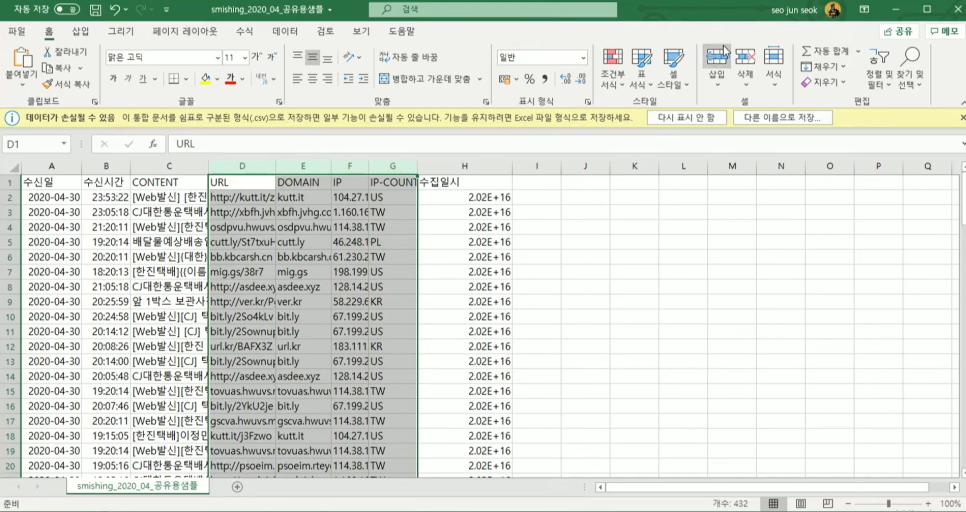 자동 저장 smishing_2020_04_공유용샘플 검색 seo jun seok
파일 홈 삽입 그리기 페이지 레이아웃 수식 데이터 검토 보기 도움말 공유 메모
붙여넣기 잘라내기 복사 서식 복사 클립보드
맑은 고딕 11 가 가 가 글꼴
자동 줄 바꿈 병합하고 가운데 맞춤 맞춤
일반 % 표시 형식
조건부 서식 표 서식 셀 스타일 스타일
삽입 삭제 서식 셀
자동 합계 채우기 지우기 정렬 및 필터 찾기 및 선택 편집
데이터가 손실될 수 있음 이 통합 문서를 쉼표로 구분된 형식(.csv)으로 저장하면 일부 기능이 손실될 수 있습니다. 기능을 유지하려면 Excel 파일 형식으로 저장하세요. 다시 표시 안 함 다른 이름으로 저장...
D1 fx URL
A B C D E F G H I J K L M N O P Q
1 수신일 수신시간 CONTENT URL DOMAIN IP IP-COUNT 수집일시
2 2020-04-30 23:53:22 [Web발신] [한진 http://kutt.it/z kutt.it 104.27.1 US 2.02E+16
3 2020-04-30 23:05:18 CJ대한통운택배 http://xbfh.jvh xbfh.jvhg.co 1.160.16 TW 2.02E+16
4 2020-04-30 21:20:11 [Web발신][한진 osdpvu.hwuvs. osdpvu.hwu 114.38.1 TW 2.02E+16
5 2020-04-30 19:20:14 배달물예상배송 cutt.ly/St7txuH cutt.ly 46.248.1 PL 2.02E+16
6 2020-04-30 20:20:11 [Web발신]{대한} bb.kbcarsh.cn bb.kbcarsh. 61.230.2 TW 2.02E+16
7 2020-04-30 18:20:13 [한진택배]{(이름 mig.gs/38r7 mig.gs 198.199 US 2.02E+16
8 2020-04-30 21:05:18 CJ대한통운택배 http://asdee.xy asdee.xyz 128.14.2 US 2.02E+16
9 2020-04-30 20:25:59 앞 1박스 보관사 http://ver.kr/P ver.kr 58.229.6 KR 2.02E+16
10 2020-04-30 20:24:58 [Web발신][CJ] 택 bit.ly/2So4kLv bit.ly 67.199.2 US 2.02E+16
11 2020-04-30 20:14:12 [Web발신] [CJ] 택 bit.ly/2Sownup bit.ly 67.199.2 US 2.02E+16
12 2020-04-30 20:08:26 [Web발신][한진 url.kr/BAFX3Z url.kr 183.111 KR 2.02E+16
13 2020-04-30 20:14:00 [Web발신][CJ] 택 bit.ly/2Sownup bit.ly 67.199.2 US 2.02E+16
14 2020-04-30 20:05:48 CJ대한통운택배 http://asdee.xy asdee.xyz 128.14.2 US 2.02E+16
15 2020-04-30 19:20:14 [Web발신][한진 tovuas.hwuvs.r tovuas.hwuv 114.38.1 TW 2.02E+16
16 2020-04-30 20:07:46 [Web발신][CJ] 택 bit.ly/2YkU2Je bit.ly 67.199.2 US 2.02E+16
17 2020-04-30 20:20:11 [Web발신][한진 gscva.hwuvs.m gscva.hwuvs 114.38.1 TW 2.02E+16
18 2020-04-30 19:15:05 [한진택배]이정민 kutt.it/j3Fzwo kutt.it 104.27.1 US 2.02E+16
19 2020-04-30 19:20:14 [Web발신][한진 tovuas.hwuvs.m tovuas.hwuv 114.38.1 TW 2.02E+16
20 2020-04-30 19:05:16 CJ대한통운택배 http://psoeim. psoeim.rtey 114.38.1 TW 2.02E+16
smishing_2020_04_공유용샘플
준비 개수: 432 100%